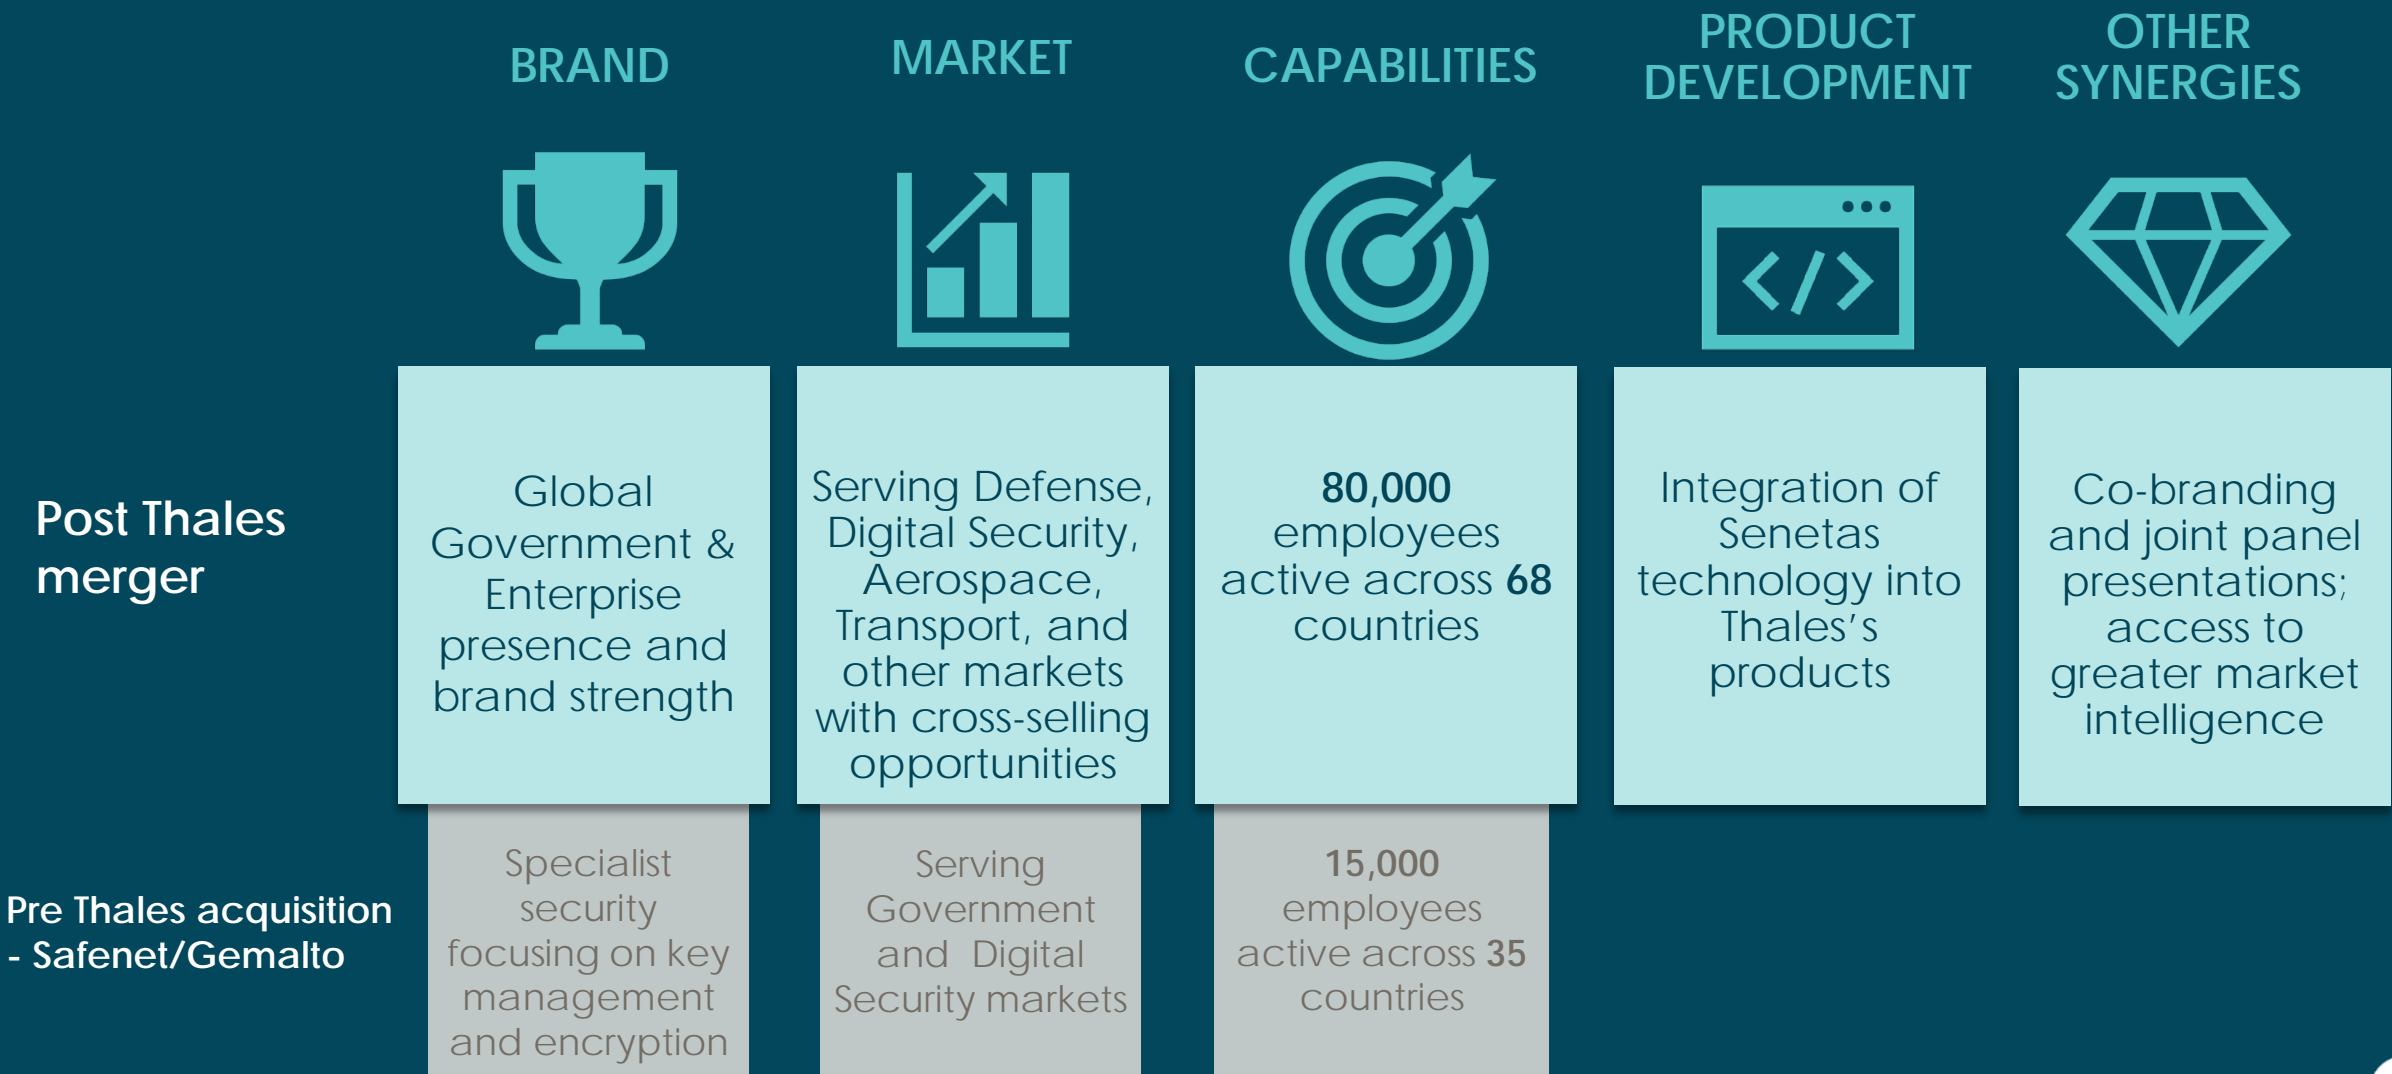 BRAND
MARKET
CAPABILITIES
PRODUCT
DEVELOPMENT
OTHER
SYNERGIES
</>
Post Thales
merger
Global
Government &
Enterprise
presence and
brand strength
Serving Defense,
Digital Security,
Aerospace,
Transport, and
other markets
with cross-selling
opportunities
80,000
employees
active across 68
countries
Integration of
Senetas
technology into
Thales’s
products
Co-branding
and joint panel
presentations;
access to
greater market
intelligence
Pre Thales acquisition
- Safenet/Gemalto
Specialist
security
focusing on key
management
and encryption
Serving
Government
and  Digital
Security markets
15,000
employees
active across 35
countries